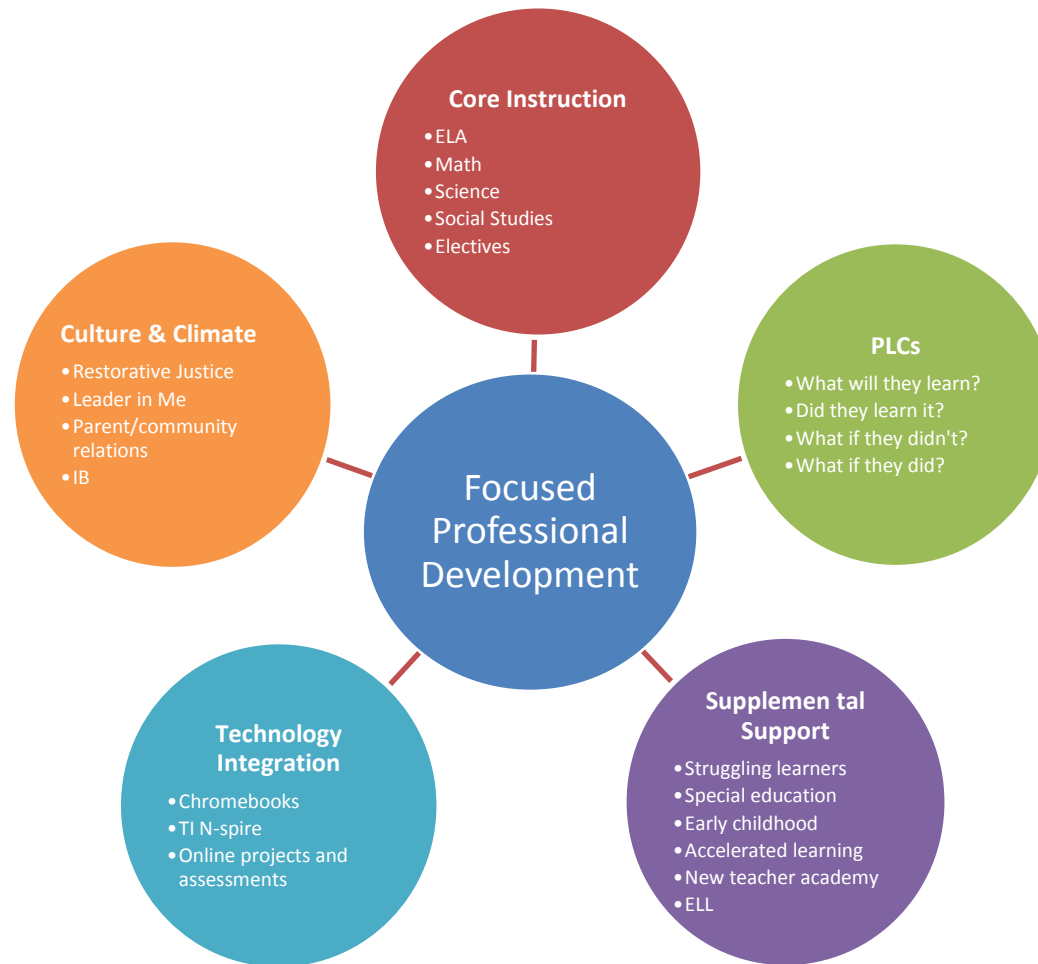 Core Instruction
•ELA
•Math
•Science
•Social Studies
•Electives
PLCs
•What will they learn?
•Did they learn it?
•What if they didn't?
•What if they did?
Supplemen tal
Support
•Struggling learners
•Special education
•Early childhood
•Accelerated learning
•New teacher academy
•ELL
Technology
Integration
•Chromebooks
•TI N-spire
•Online projects and
assessments
Culture & Climate
•Restorative Justice
•Leader in Me
•Parent/community
relations
•IB
Focused
Professional
Development